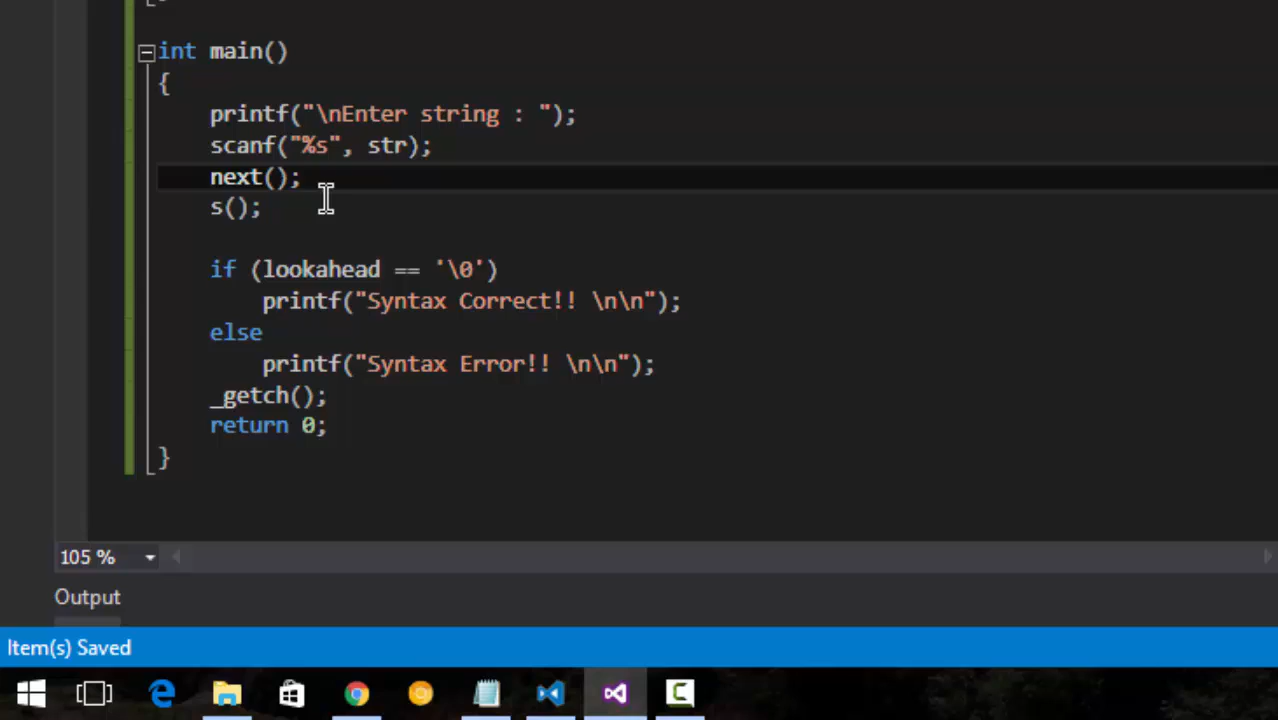 int main()
{
printf("\nEnter string : ");
scanf("%s", str);
next();
s();
if (lookahead == '\0')
printf("Syntax Correct!! \n\n");
else
printf("Syntax Error!! \n\n");
_getch();
return 0;
}
105 %
Output
Item(s) Saved